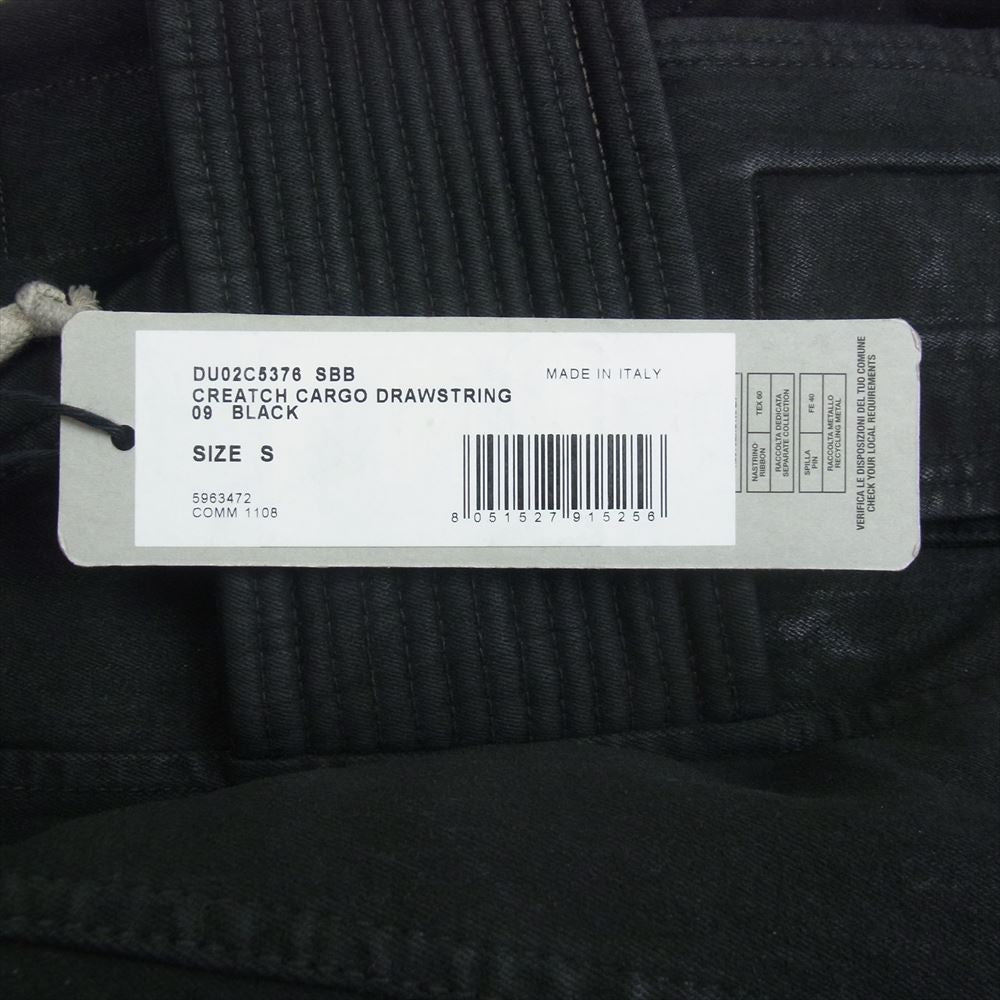 DU02C5376 SBB
CREATCH CARGO DRAWSTRING
09 BLACK
MADE IN ITALY
SIZE S
5963472
COMM 1108
8 051527 915256
NASTRINO
RIBBON
TEX 60
RACCOLTA DEDICATA
SEPARATE COLLECTION
SPILLA
PIN
FE 40
RACCOLTA METALLO
RECYCLING METAL
VERIFICA LE DISPOSIZIONI DEL TUO COMUNE
CHECK YOUR LOCAL REQUIREMENTS